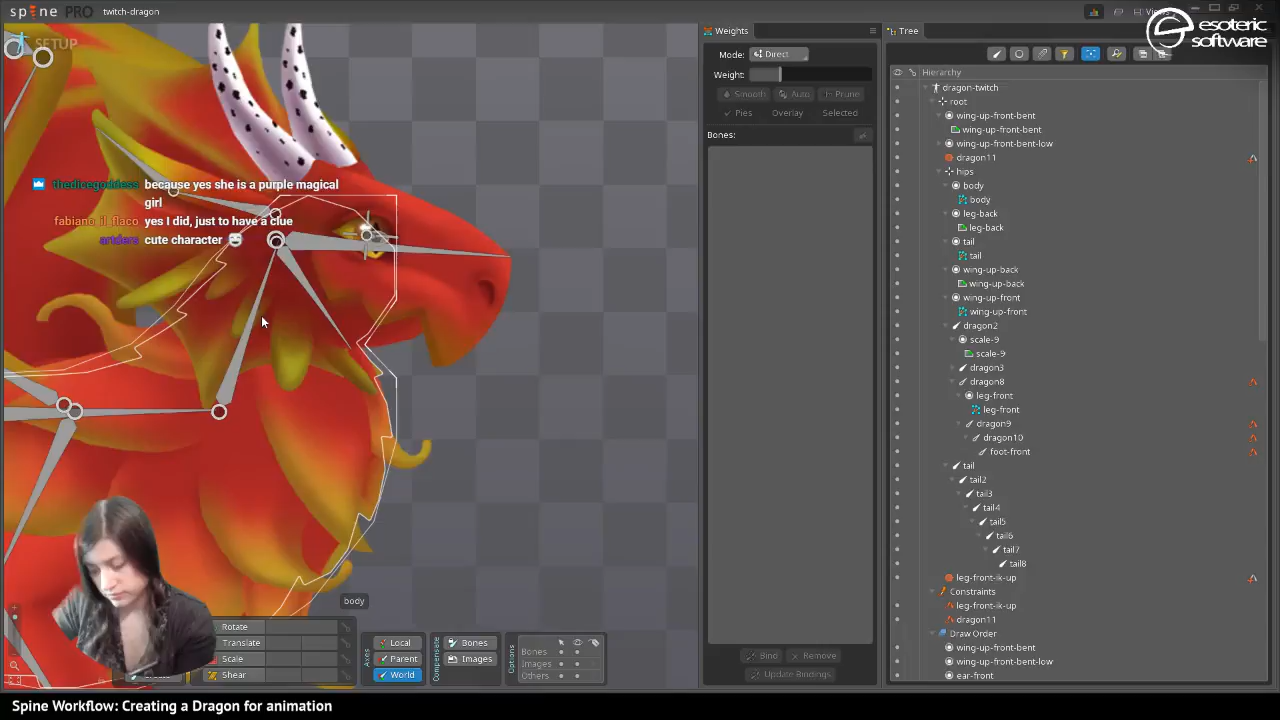 spine PRO
twitch-dragon
Views
esoteric
software
SETUP
thedicegoddess because yes she is a purple magical
girl
fabiano_il_flaco yes I did, just to have a clue
artders cute character
body
Rotate
Translate
Scale
Shear
Create
Axes
Local
Parent
World
Compensate
Bones
Images
Options
Bones
Images
Others
Weights
Mode: Direct
Weight:
Smooth
Auto
Prune
Pies
Overlay
Selected
Bones:
Bind
Remove
Update Bindings
Tree
Hierarchy
dragon-twitch
root
wing-up-front-bent
wing-up-front-bent
wing-up-front-bent-low
dragon11
hips
body
body
leg-back
leg-back
tail
tail
wing-up-back
wing-up-back
wing-up-front
wing-up-front
dragon2
scale-9
scale-9
dragon3
dragon8
leg-front
leg-front
dragon9
dragon10
foot-front
tail
tail2
tail3
tail4
tail5
tail6
tail7
tail8
leg-front-ik-up
Constraints
leg-front-ik-up
dragon11
Draw Order
wing-up-front-bent
wing-up-front-bent-low
ear-front
Spine Workflow: Creating a Dragon for animation